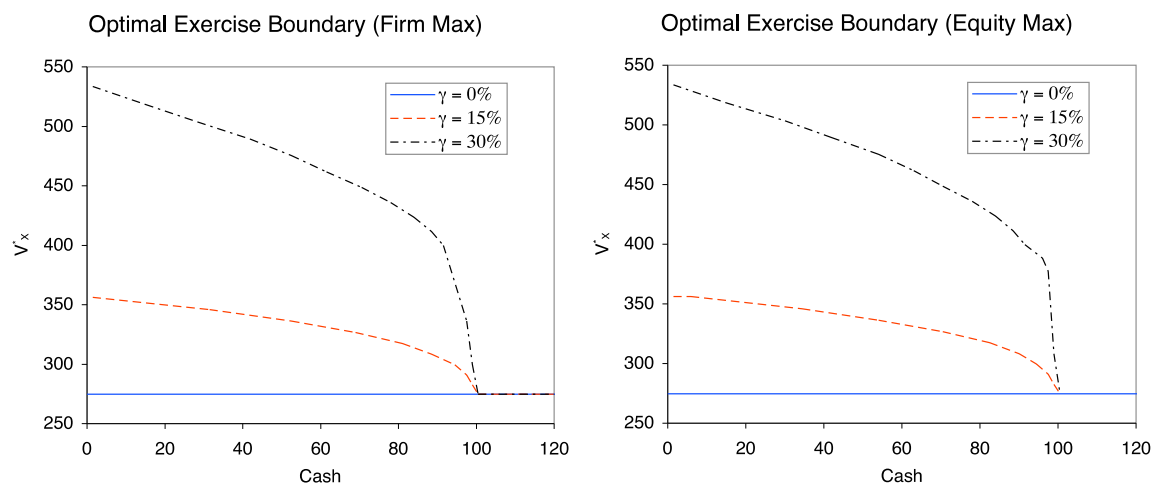 Optimal Exercise Boundary (Firm Max)
550
500
450
400
350
300
250
V*x
γ = 0%
γ = 15%
γ = 30%
0 20 40 60 80 100 120
Cash
Optimal Exercise Boundary (Equity Max)
550
500
450
400
350
300
250
V*x
γ = 0%
γ = 15%
γ = 30%
0 20 40 60 80 100 120
Cash